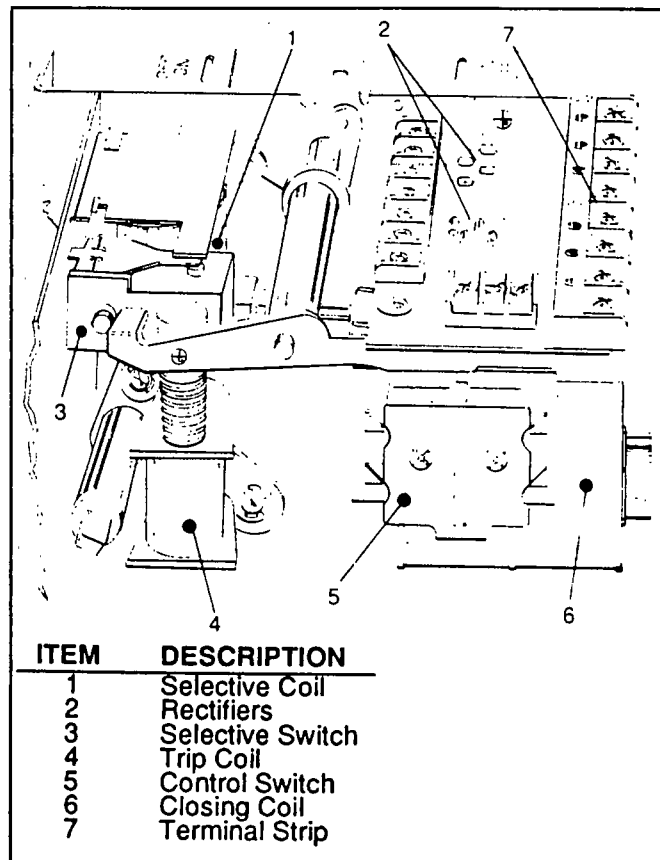 1
2
7
3
4
5
6
ITEM DESCRIPTION
1 Selective Coil
2 Rectifiers
3 Selective Switch
4 Trip Coil
5 Control Switch
6 Closing Coil
7 Terminal Strip